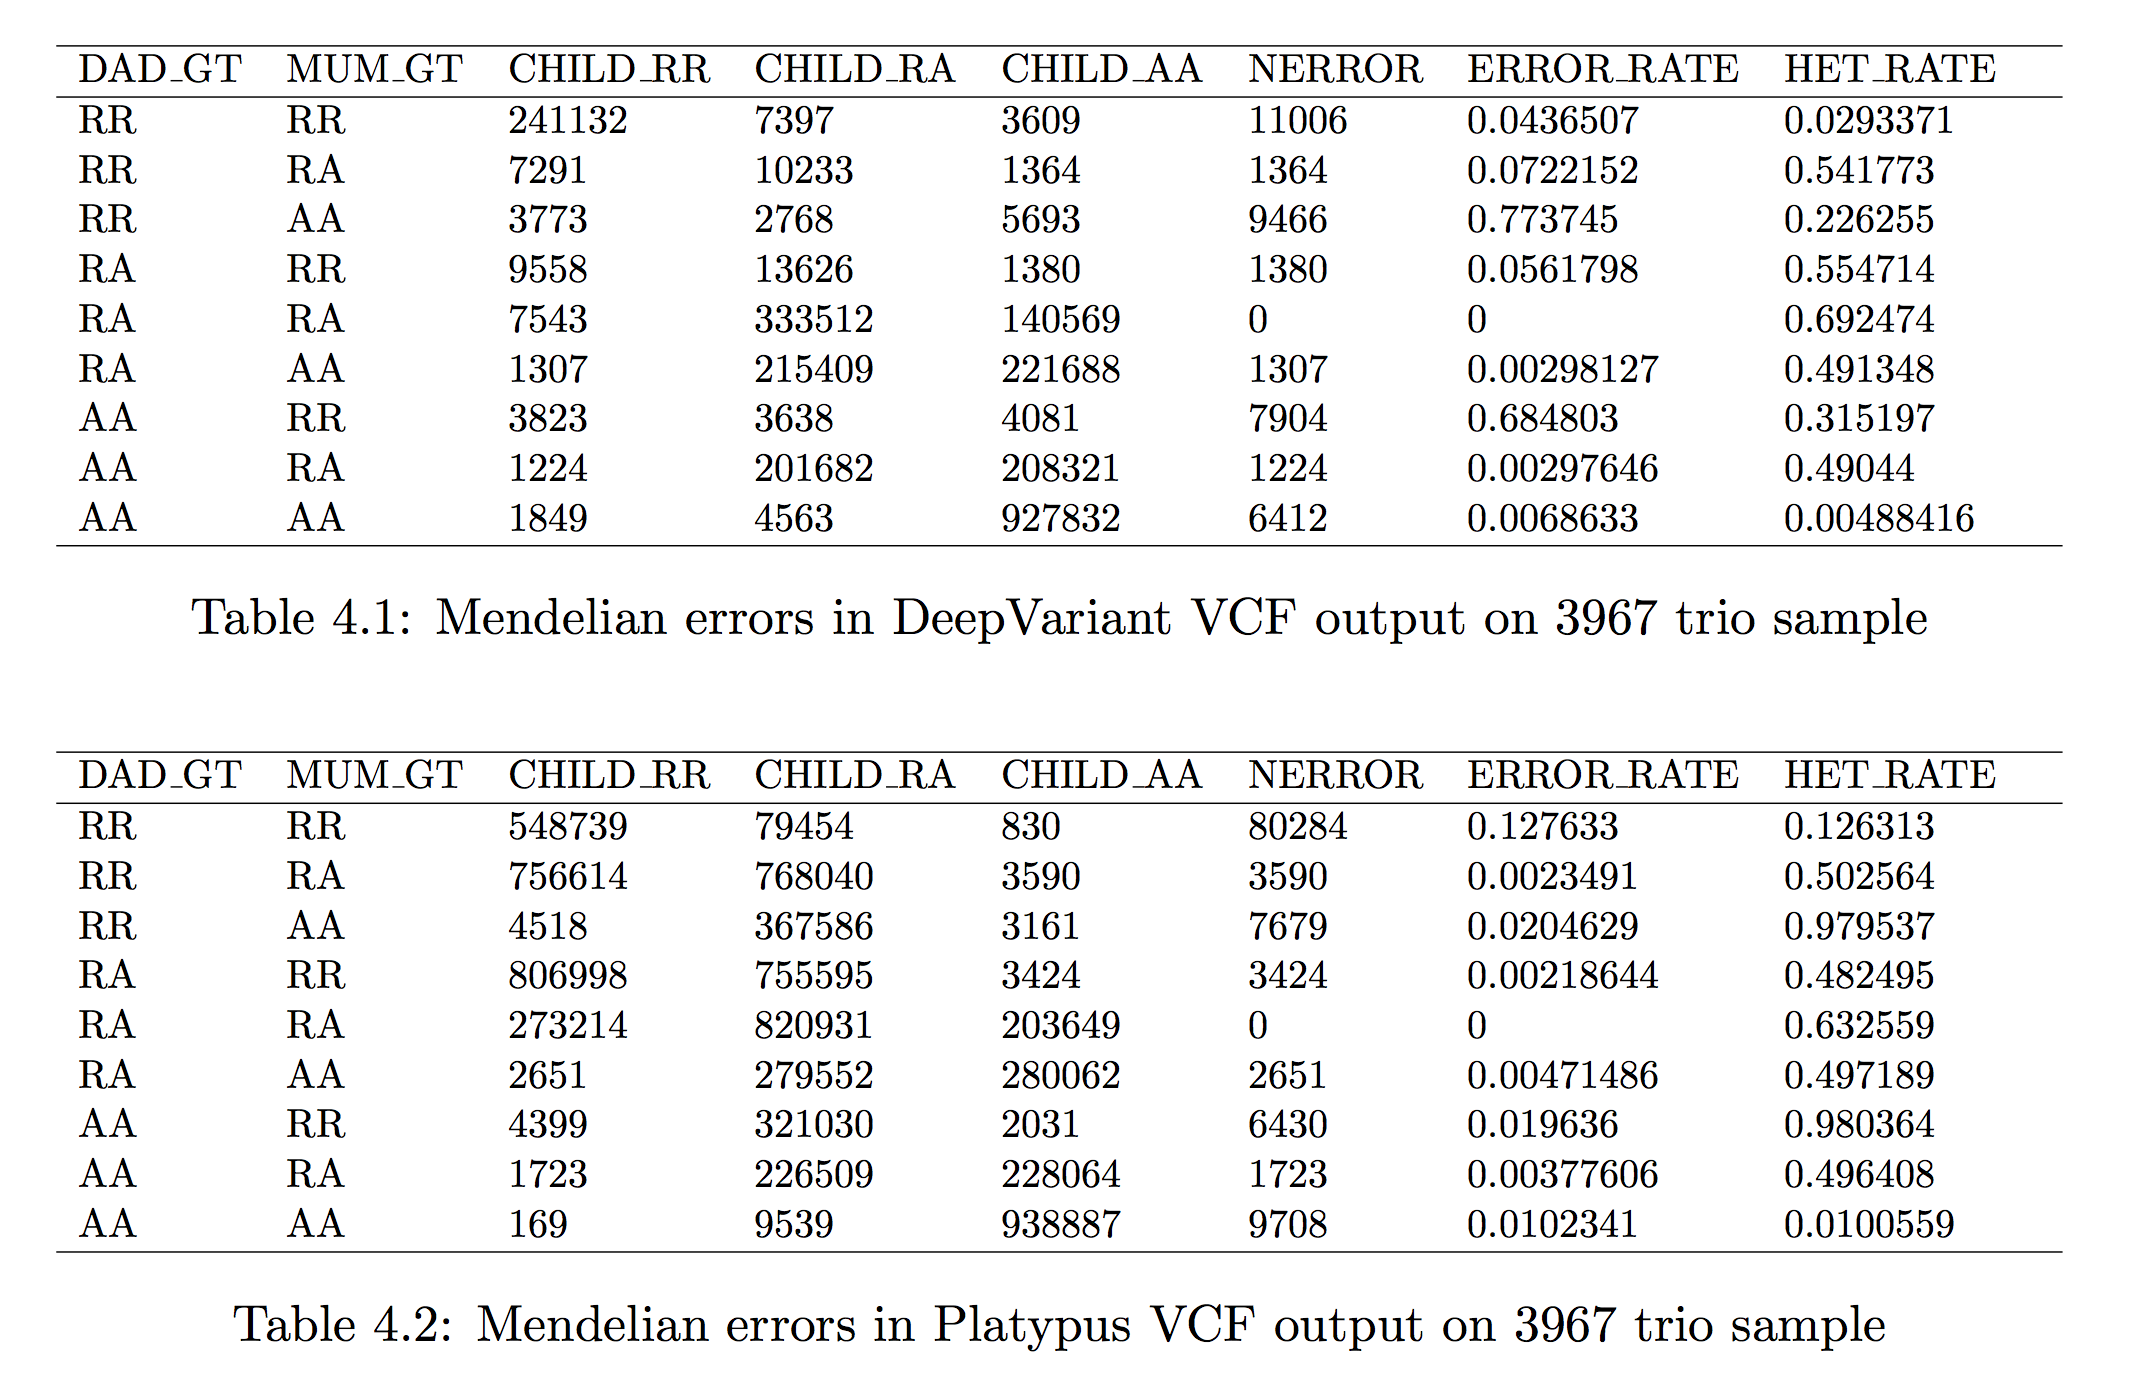 DAD_GT MUM_GT CHILD_RR CHILD_RA CHILD_AA NERROR ERROR_RATE HET_RATE
RR RR 241132 7397 3609 11006 0.0436507 0.0293371
RR RA 7291 10233 1364 1364 0.0722152 0.541773
RR AA 3773 2768 5693 9466 0.773745 0.226255
RA RR 9558 13626 1380 1380 0.0561798 0.554714
RA RA 7543 333512 140569 0 0 0.692474
RA AA 1307 215409 221688 1307 0.00298127 0.491348
AA RR 3823 3638 4081 7904 0.684803 0.315197
AA RA 1224 201682 208321 1224 0.00297646 0.49044
AA AA 1849 4563 927832 6412 0.0068633 0.00488416
Table 4.1: Mendelian errors in DeepVariant VCF output on 3967 trio sample
DAD_GT MUM_GT CHILD_RR CHILD_RA CHILD_AA NERROR ERROR_RATE HET_RATE
RR RR 548739 79454 830 80284 0.127633 0.126313
RR RA 756614 768040 3590 3590 0.0023491 0.502564
RR AA 4518 367586 3161 7679 0.0204629 0.979537
RA RR 806998 755595 3424 3424 0.00218644 0.482495
RA RA 273214 820931 203649 0 0 0.632559
RA AA 2651 279552 280062 2651 0.00471486 0.497189
AA RR 4399 321030 2031 6430 0.019636 0.980364
AA RA 1723 226509 228064 1723 0.00377606 0.496408
AA AA 169 9539 938887 9708 0.0102341 0.0100559
Table 4.2: Mendelian errors in Platypus VCF output on 3967 trio sample